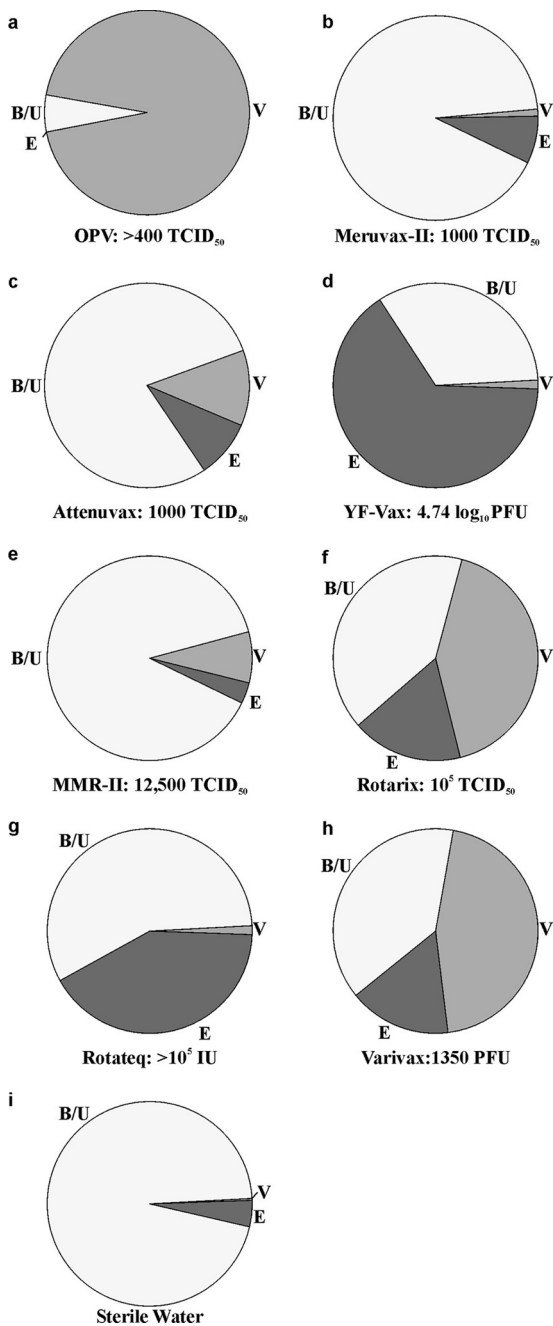 a
b
B/U
V
E
OPV: >400 TCID50
B/U
V
E
Meruvax-II: 1000 TCID50
c
d
B/U
V
E
Attenuvax: 1000 TCID50
B/U
V
E
YF-Vax: 4.74 log10 PFU
e
f
B/U
V
E
MMR-II: 12,500 TCID50
B/U
V
E
Rotarix: 10^5 TCID50
g
h
B/U
V
E
Rotateq: >10^5 IU
B/U
V
E
Varivax:1350 PFU
i
B/U
V
E
Sterile Water